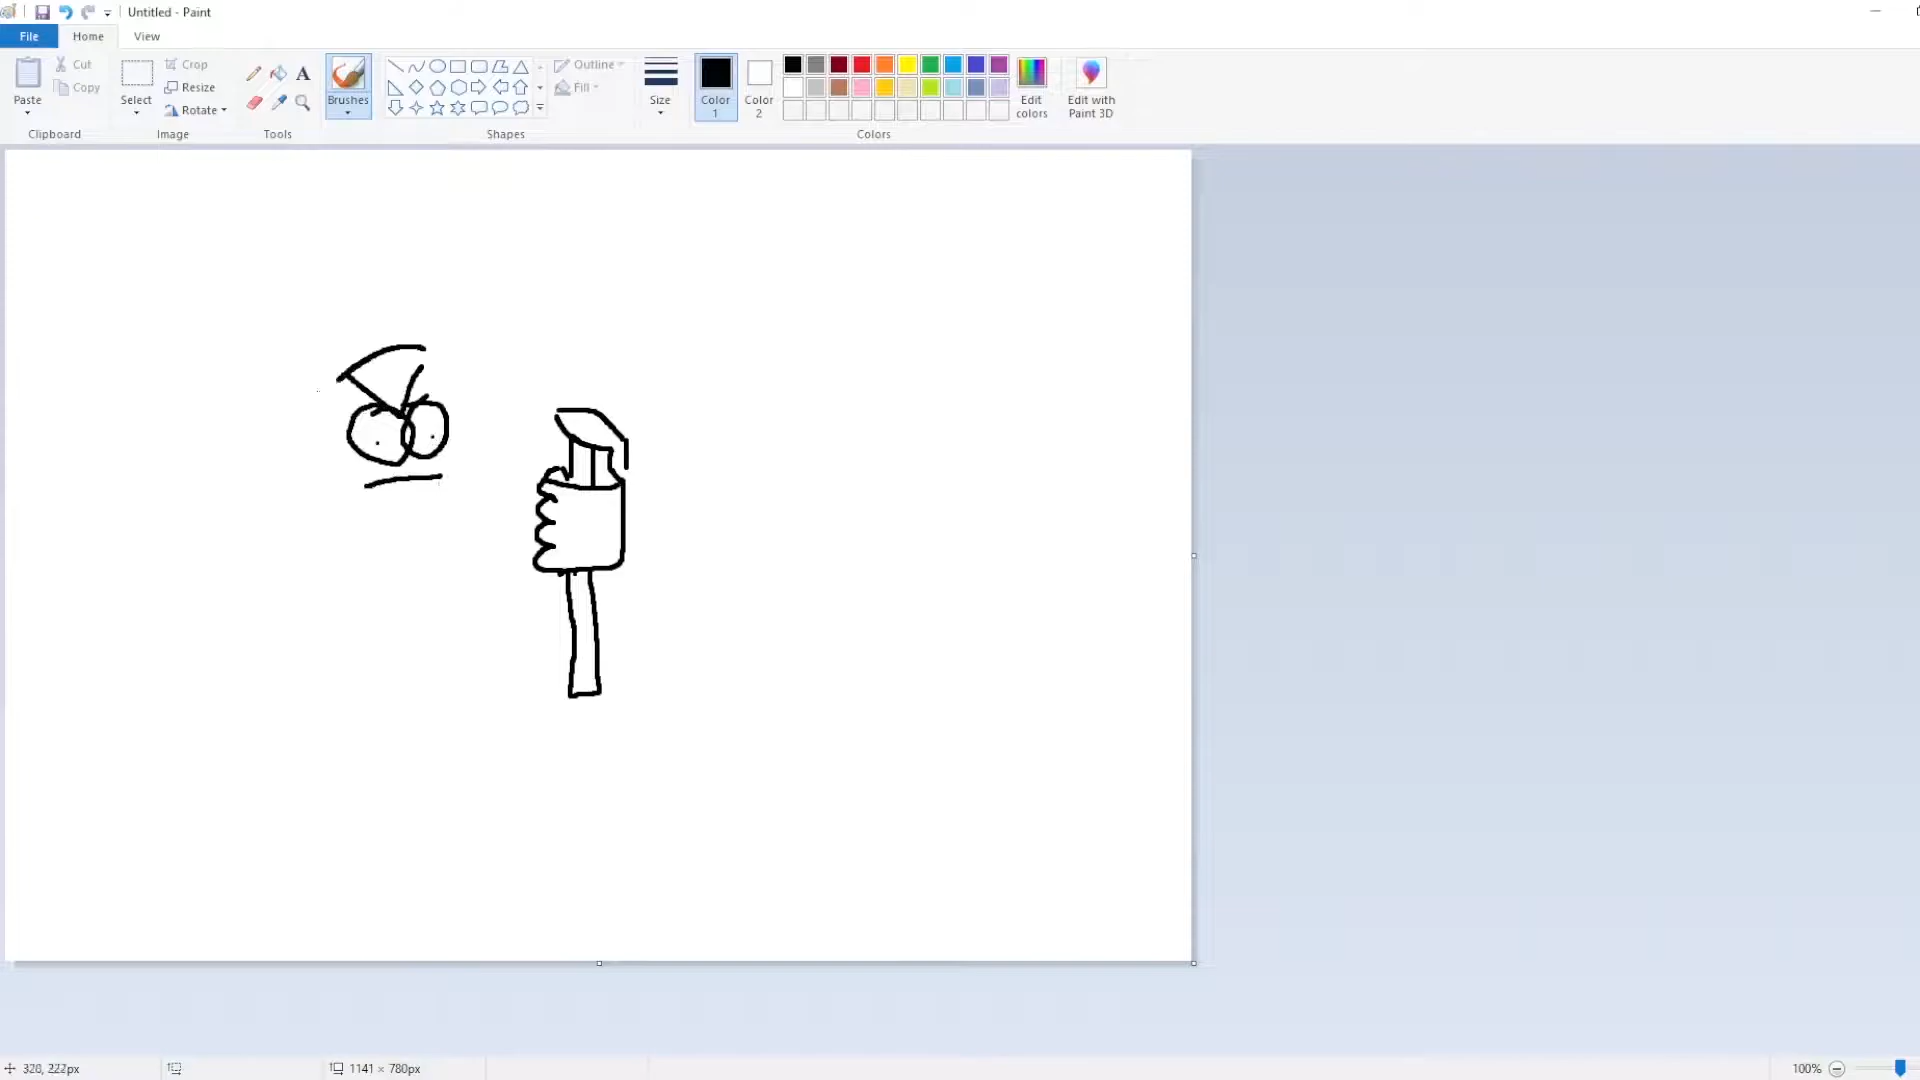 Untitled - Paint
File Home View
Cut
Copy
Paste
Clipboard
Crop
Resize
Rotate
Select
Image
A
Tools
Brushes
Outline
Fill
Shapes
Size
Color 1
Color 2
Edit colors
Edit with Paint 3D
Colors
320, 222px
1141 × 780px
100%